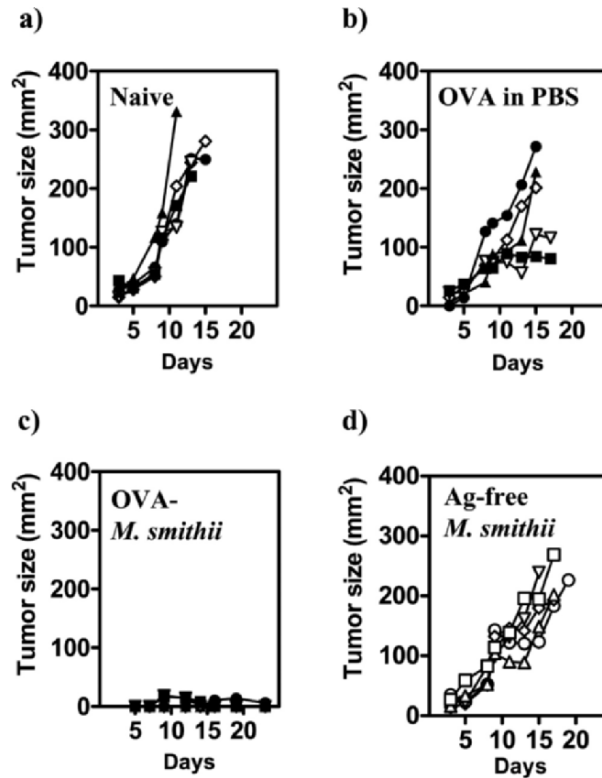 a)
Tumor size (mm²)
400
300
200
100
0
Naive
5 10 15 20
Days
b)
Tumor size (mm²)
400
300
200
100
0
OVA in PBS
5 10 15 20
Days
c)
Tumor size (mm²)
400
300
200
100
0
OVA-
M. smithii
5 10 15 20
Days
d)
Tumor size (mm²)
400
300
200
100
0
Ag-free
M. smithii
5 10 15 20
Days